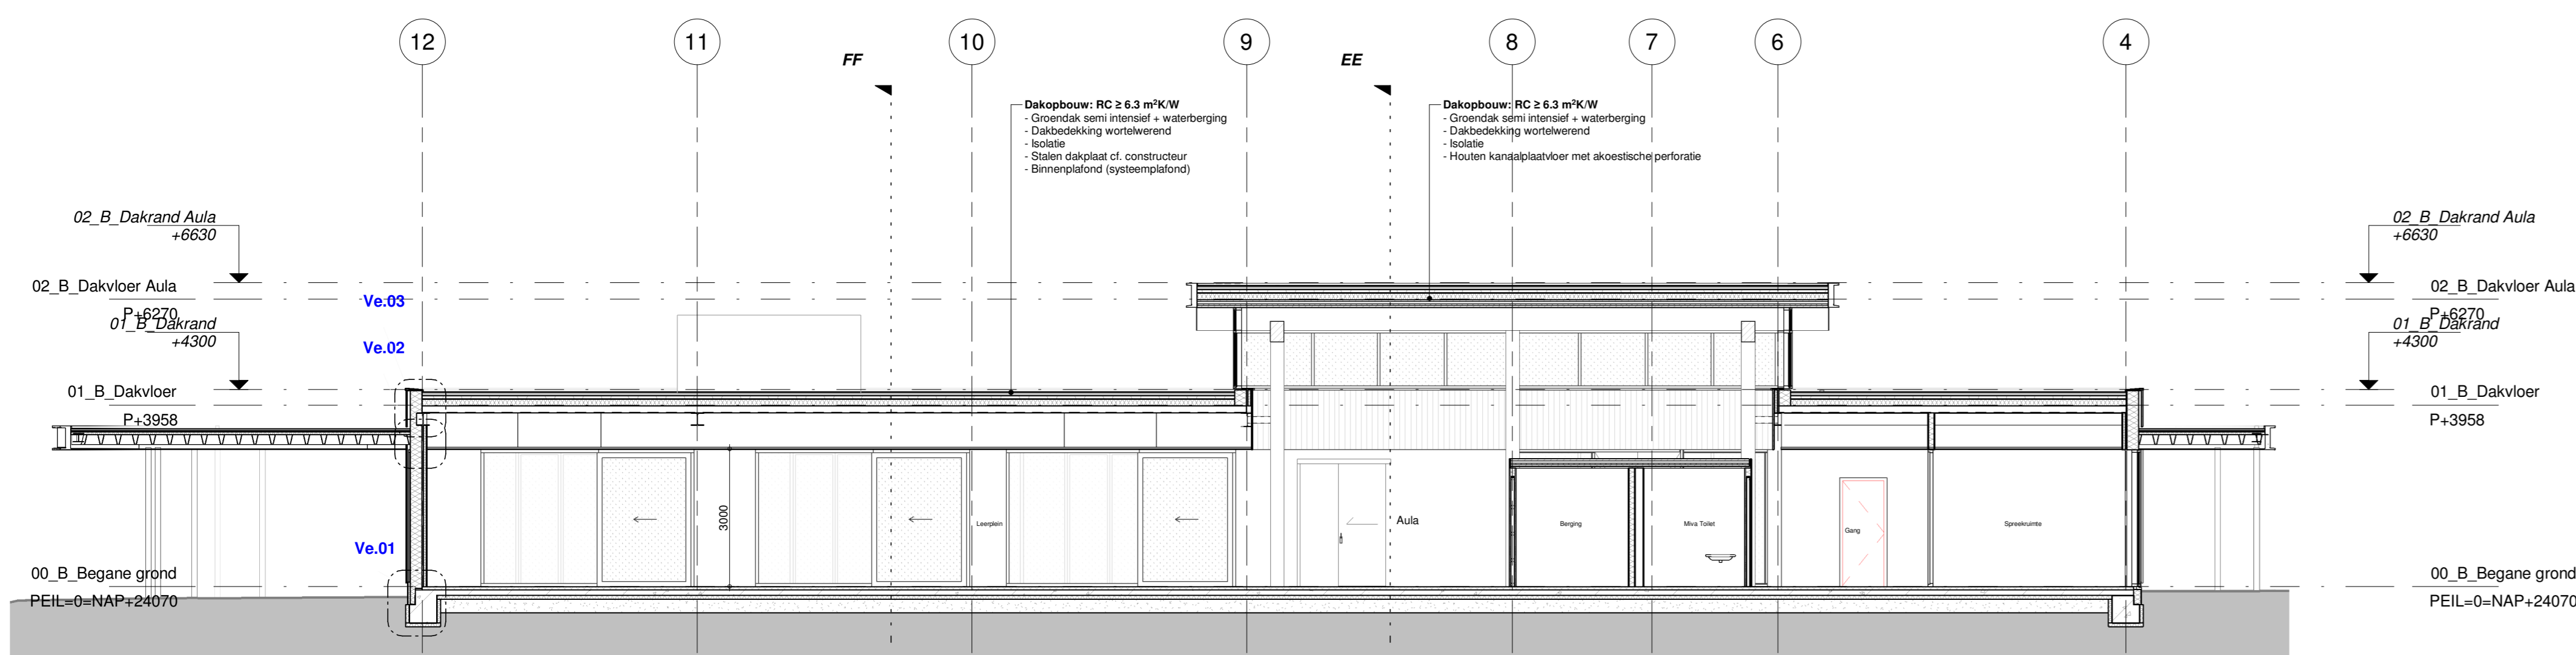 12
11
10
9
8
7
6
4
FF
EE
Dakopbouw: RC ≥ 6.3 m²K/W
- Groendak semi intensief + waterberging
- Dakbedekking wortelwerend
- Isolatie
- Stalen dakplaat cf. constructeur
- Binnenplafond (systeemplafond)
Dakopbouw: RC ≥ 6.3 m²K/W
- Groendak semi intensief + waterberging
- Dakbedekking wortelwerend
- Isolatie
- Houten kanaalplaatvloer met akoestische perforatie
02_B_Dakrand Aula
+6630
02_B_Dakvloer Aula
P+6270
01_B_Dakrand
+4300
01_B_Dakvloer
P+3958
00_B_Begane grond
PEIL=0=NAP+24070
Ve.03
Ve.02
Ve.01
3000
Leerplein
Aula
Berging
Miva Toilet
Gang
Spreekruimte
02_B_Dakrand Aula
+6630
02_B_Dakvloer Aula
P+6270
01_B_Dakrand
+4300
01_B_Dakvloer
P+3958
00_B_Begane grond
PEIL=0=NAP+24070